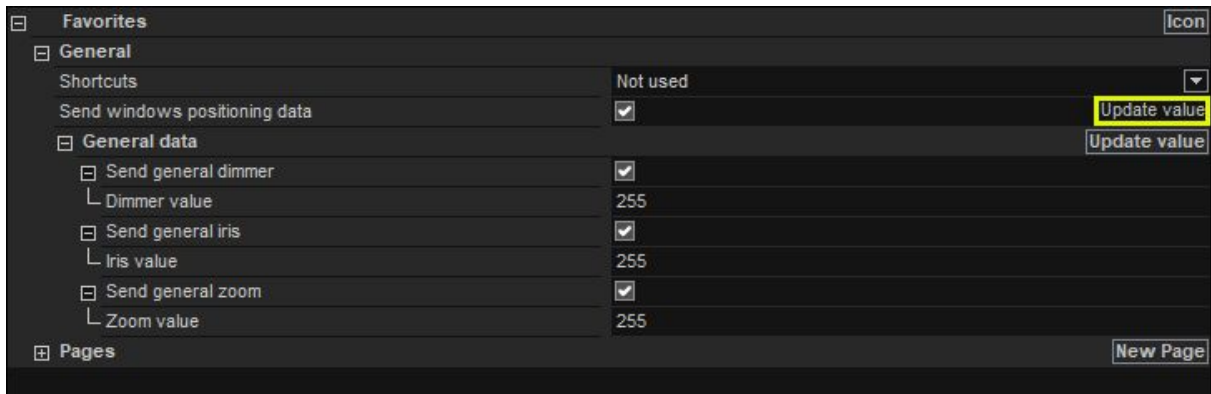 Favorites Icon
General
Shortcuts Not used
Send windows positioning data Update value
General data Update value
Send general dimmer
Dimmer value 255
Send general iris
Iris value 255
Send general zoom
Zoom value 255
Pages New Page